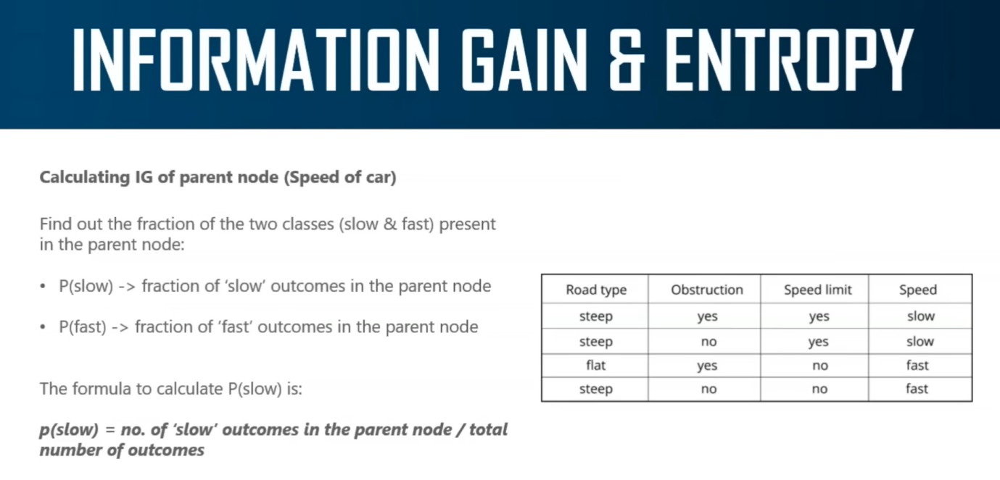 INFORMATION GAIN & ENTROPY
Calculating IG of parent node (Speed of car)
Find out the fraction of the two classes (slow & fast) present
in the parent node:
• P(slow) -> fraction of ‘slow’ outcomes in the parent node
• P(fast) -> fraction of ‘fast’ outcomes in the parent node
The formula to calculate P(slow) is:
p(slow) = no. of ‘slow’ outcomes in the parent node / total
number of outcomes
Road type Obstruction Speed limit Speed
steep yes yes slow
steep no yes slow
flat yes no fast
steep no no fast